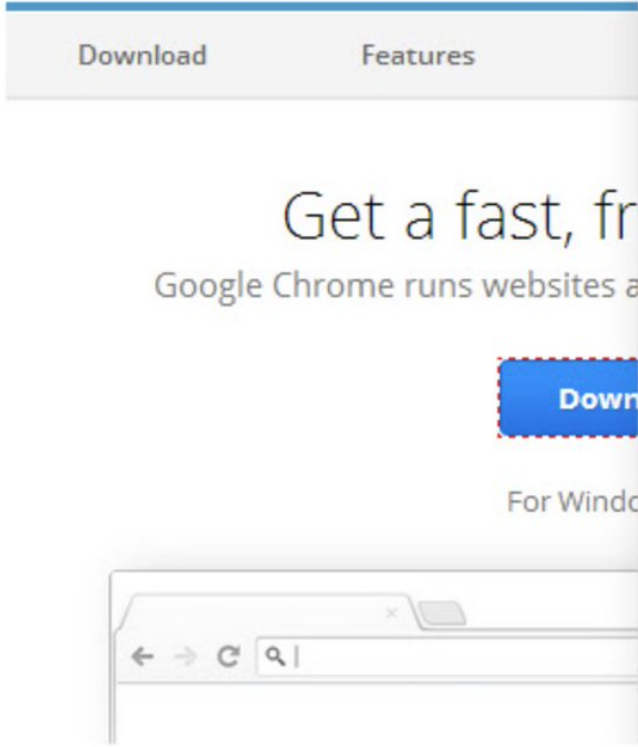 Download Features
Get a fast, fr
Google Chrome runs websites a
Down
For Windo